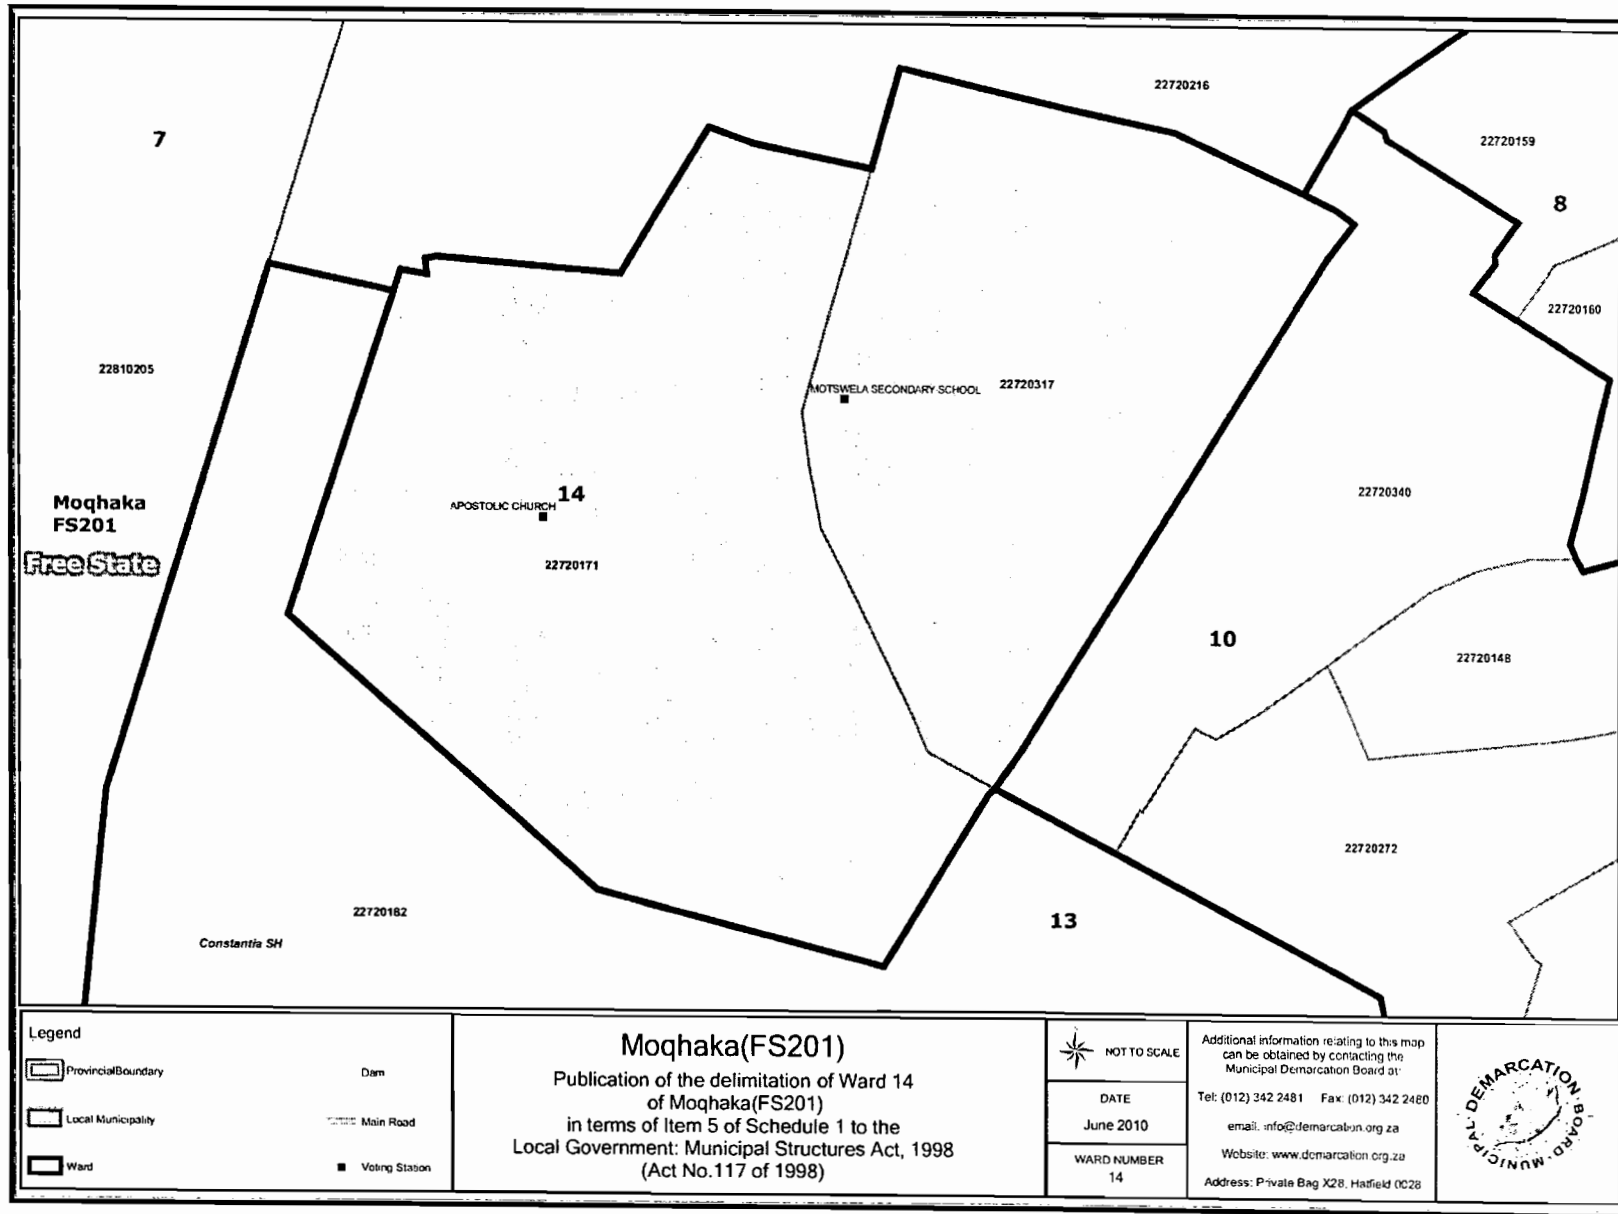 22720216
7
22720159
8
22720160
22810205
MOTSWELA SECONDARY SCHOOL
22720317
Moqhaka
FS201
Free State
14
APOSTOLIC CHURCH
22720340
22720171
10
22720148
22720272
22720182
13
Constantia SH
Legend
ProvincialBoundary
Dam
Local Municipality
Main Road
Ward
Voting Station
Moqhaka(FS201)
Publication of the delimitation of Ward 14
of Moqhaka(FS201)
in terms of Item 5 of Schedule 1 to the
Local Government: Municipal Structures Act, 1998
(Act No.117 of 1998)
NOT TO SCALE
DATE
June 2010
WARD NUMBER
14
Additional information relating to this map
can be obtained by contacting the
Municipal Demarcation Board at:
Tel: (012) 342 2481 Fax: (012) 342 2480
email: info@demarcation.org.za
Website: www.demarcation.org.za
Address: Private Bag X28, Hatfield 0028
MUNICIPAL DEMARCATION BOARD